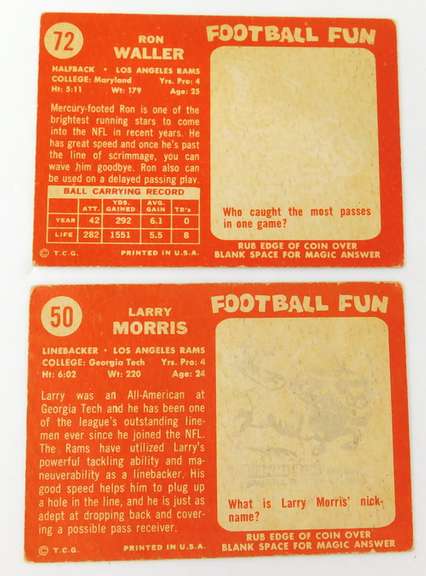 72
RON
WALLER
HALFBACK • LOS ANGELES RAMS
COLLEGE: Maryland Yrs. Pro: 4
Ht: 5:11 Wt: 179 Age: 25
Mercury-footed Ron is one of the
brightest running stars to come
into the NFL in recent years. He
has great speed and once he's past
the line of scrimmage, you can
wave him goodbye. Ron also can
be used on a delayed passing play.
BALL CARRYING RECORD
ATT. YDS. GAINED AVG. GAIN TD's
YEAR 42 292 6.1 0
LIFE 282 1551 5.5 8
© T.C.G. PRINTED IN U.S.A.
FOOTBALL FUN
Who caught the most passes
in one game?
RUB EDGE OF COIN OVER
BLANK SPACE FOR MAGIC ANSWER
50
LARRY
MORRIS
LINEBACKER • LOS ANGELES RAMS
COLLEGE: Georgia Tech Yrs. Pro: 4
Ht: 6:02 Wt: 220 Age: 24
Larry was an All-American at
Georgia Tech and he has been one
of the league's outstanding line-
men ever since he joined the NFL.
The Rams have utilized Larry's
powerful tackling ability and ma-
neuverability as a linebacker. His
good speed helps him to plug up
a hole in the line, and he is just as
adept at dropping back and cover-
ing a possible pass receiver.
© T.C.G. PRINTED IN U.S.A.
FOOTBALL FUN
What is Larry Morris' nick-
name?
RUB EDGE OF COIN OVER
BLANK SPACE FOR MAGIC ANSWER